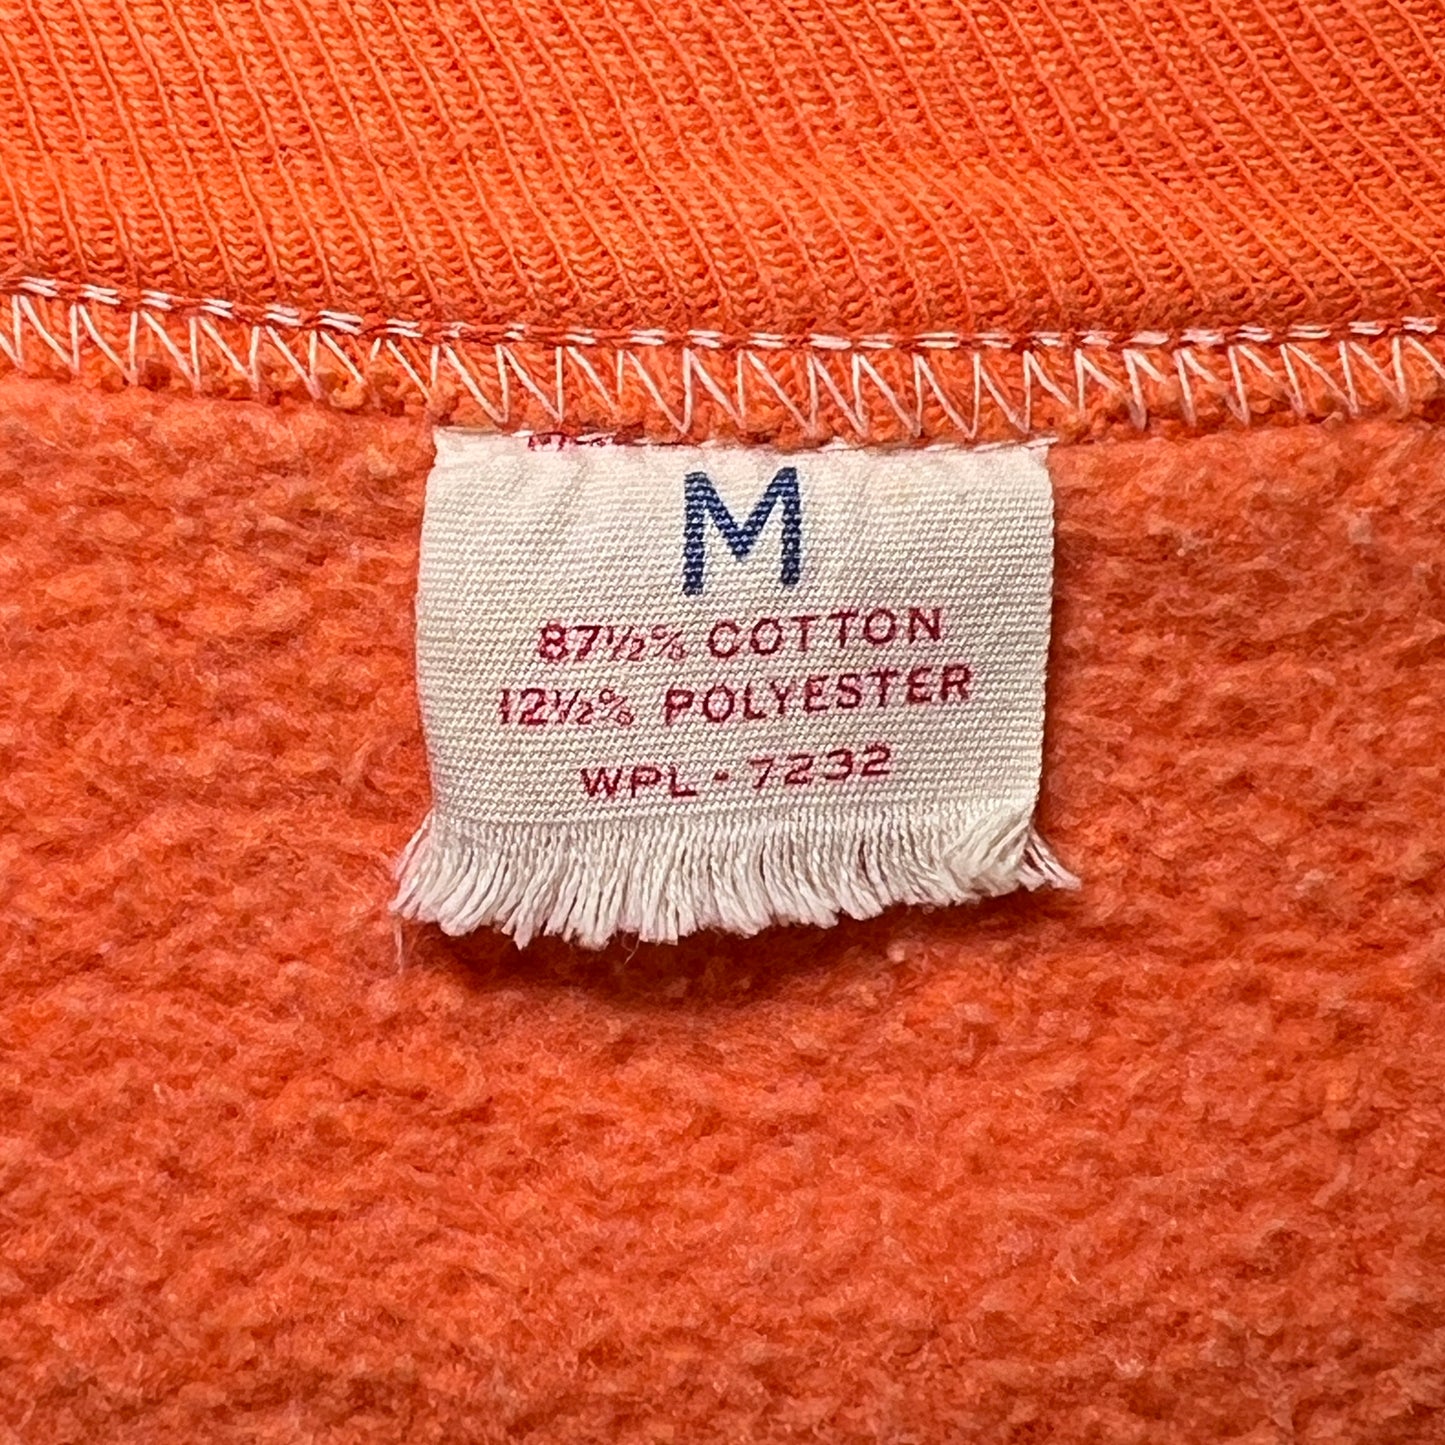 M
87½% COTTON
12½% POLYESTER
WPL - 7232